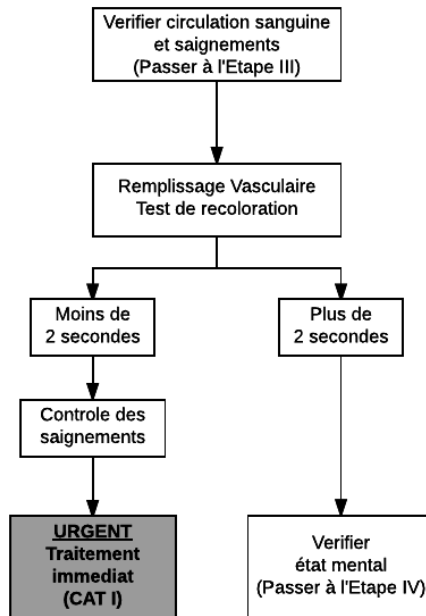 Verifier circulation sanguine
et saignements
(Passer à l'Etape III)
Remplissage Vasculaire
Test de recoloration
Moins de
2 secondes
Plus de
2 secondes
Controle des
saignements
URGENT
Traitement
immediat
(CAT I)
Verifier
état mental
(Passer à l'Etape IV)